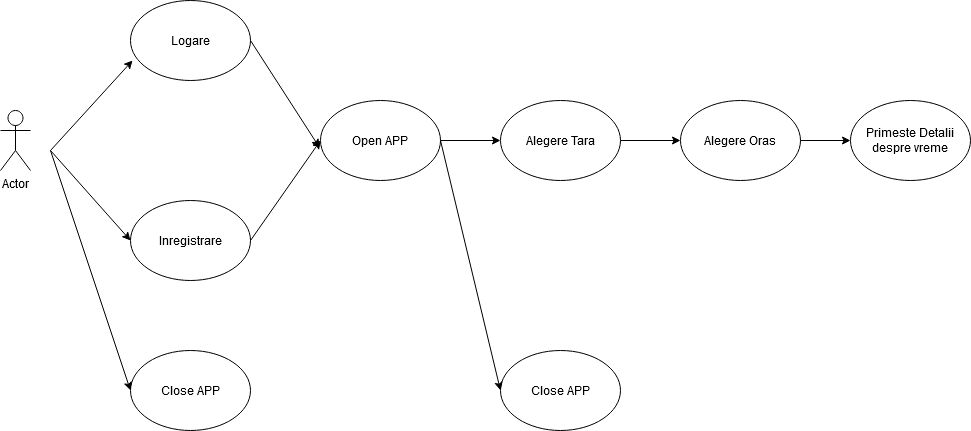 Logare
Actor
Open APP
Alegere Tara
Alegere Oras
Primeste Detalii
despre vreme
Inregistrare
Close APP
Close APP